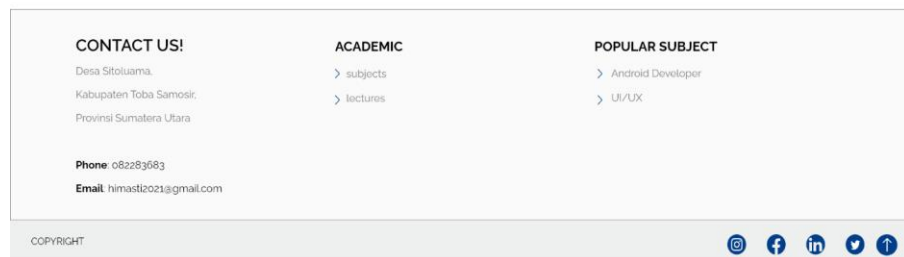 CONTACT US!
Desa Sitoluama,
Kabupaten Toba Samosir,
Provinsi Sumatera Utara
Phone: 082283683
Email: himasti2021@gmail.com
ACADEMIC
subjects
lectures
POPULAR SUBJECT
Android Developer
UI/UX
COPYRIGHT